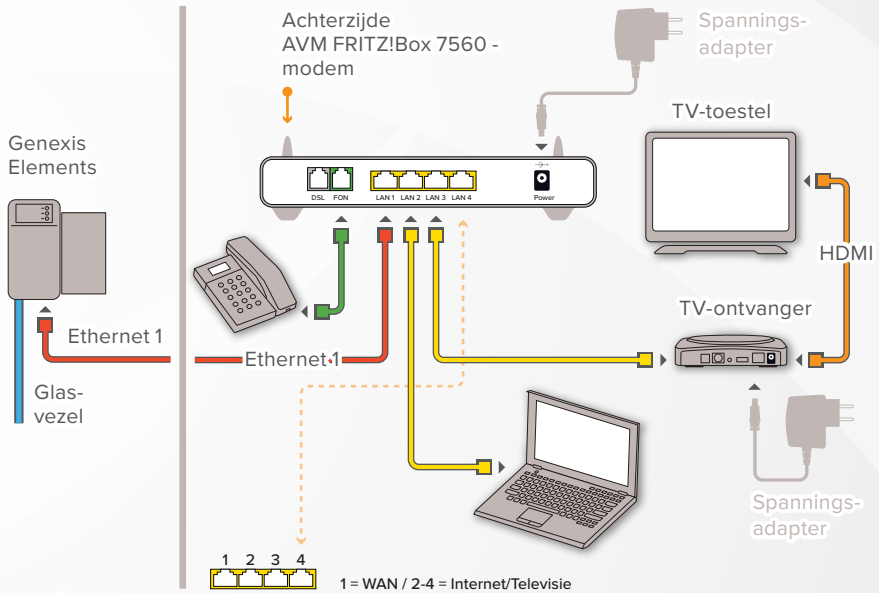 Achterzijde
AVM FRITZ!Box 7560 -
modem
Spannings-
adapter
TV-toestel
Genexis
Elements
DSL FON LAN 1 LAN 2 LAN 3 LAN 4 Power
HDMI
TV-ontvanger
Ethernet 1
Ethernet 1
Glas-
vezel
Spannings-
adapter
1 2 3 4
1 = WAN / 2-4 = Internet/Televisie